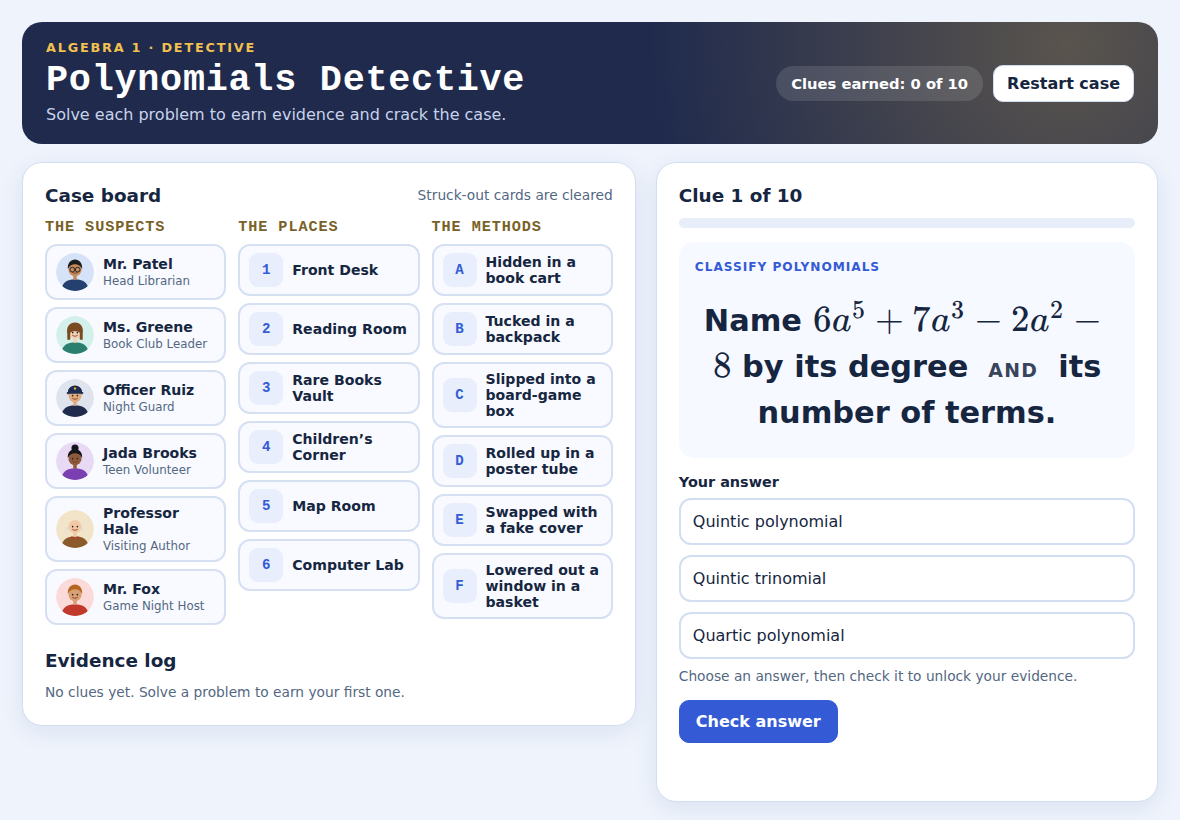 ALGEBRA 1 · DETECTIVE
Polynomials Detective
Solve each problem to earn evidence and crack the case.
Clues earned: 0 of 10
Restart case
Case board
Struck-out cards are cleared
THE SUSPECTS
Mr. Patel
Head Librarian
Ms. Greene
Book Club Leader
Officer Ruiz
Night Guard
Jada Brooks
Teen Volunteer
Professor
Hale
Visiting Author
Mr. Fox
Game Night Host
THE PLACES
1 Front Desk
2 Reading Room
3 Rare Books
Vault
4 Children’s
Corner
5 Map Room
6 Computer Lab
THE METHODS
A Hidden in a
book cart
B Tucked in a
backpack
C Slipped into a
board-game
box
D Rolled up in a
poster tube
E Swapped with
a fake cover
F Lowered out a
window in a
basket
Evidence log
No clues yet. Solve a problem to earn your first one.
Clue 1 of 10
CLASSIFY POLYNOMIALS
Name 6a⁵ + 7a³ − 2a² −
8 by its degree AND its
number of terms.
Your answer
Quintic polynomial
Quintic trinomial
Quartic polynomial
Choose an answer, then check it to unlock your evidence.
Check answer